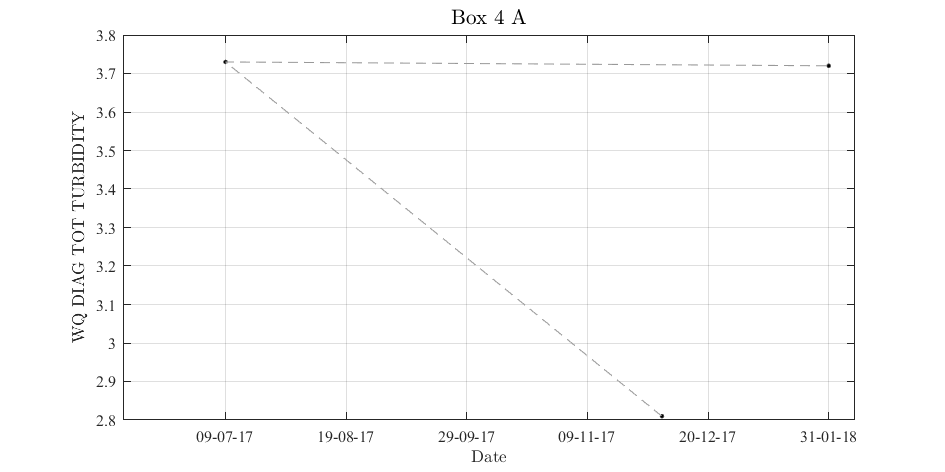 Box 4 A
3.8
3.7
3.6
3.5
3.4
3.3
3.2
3.1
3
2.9
2.8
WQ DIAG TOT TURBIDITY
09-07-17 19-08-17 29-09-17 09-11-17 20-12-17 31-01-18
Date